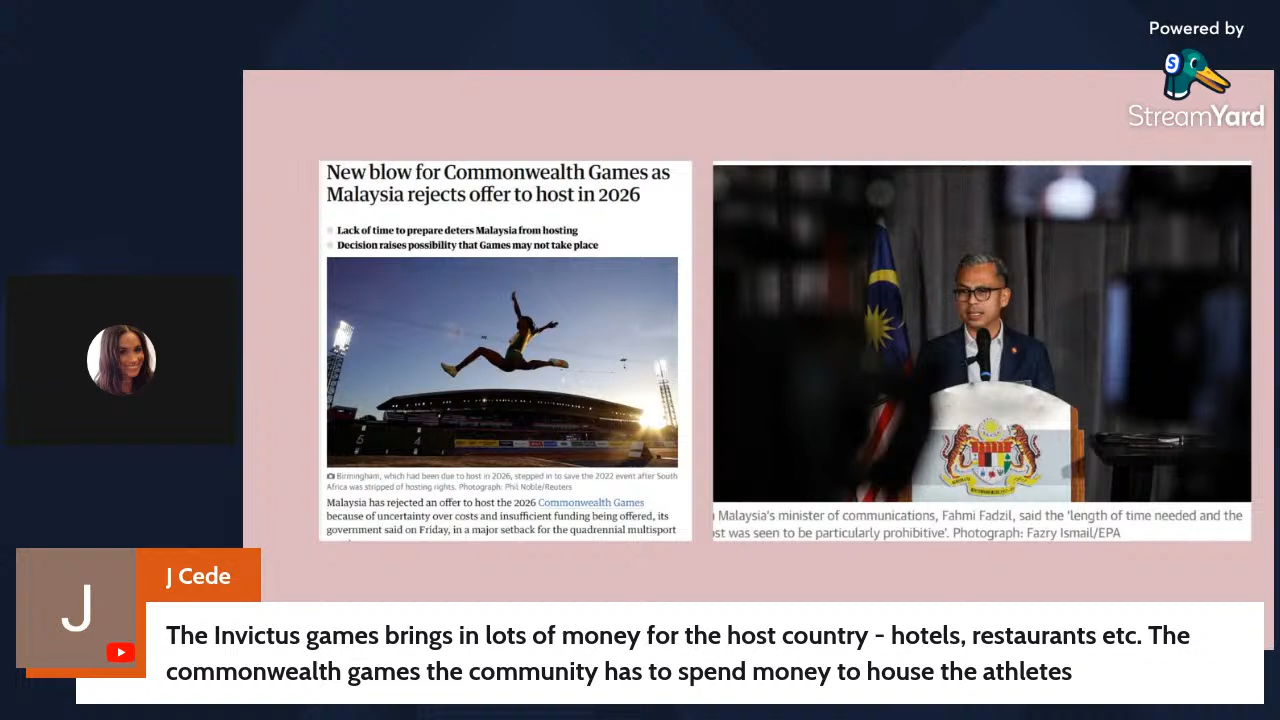 Powered by
S
StreamYard
New blow for Commonwealth Games as
Malaysia rejects offer to host in 2026
Lack of time to prepare deters Malaysia from hosting
Decision raises possibility that Games may not take place
Birmingham, which had been due to host in 2026, stepped in to save the 2022 event after South
Africa was stripped of hosting rights. Photograph: Phil Noble/Reuters
Malaysia has rejected an offer to host the 2026 Commonwealth Games
because of uncertainty over costs and insufficient funding being offered, its
government said on Friday, in a major setback for the quadrennial multisport
Malaysia's minister of communications, Fahmi Fadzil, said the 'length of time needed and the
ost was seen to be particularly prohibitive'. Photograph: Fazry Ismail/EPA
J
J Cede
The Invictus games brings in lots of money for the host country - hotels, restaurants etc. The
commonwealth games the community has to spend money to house the athletes